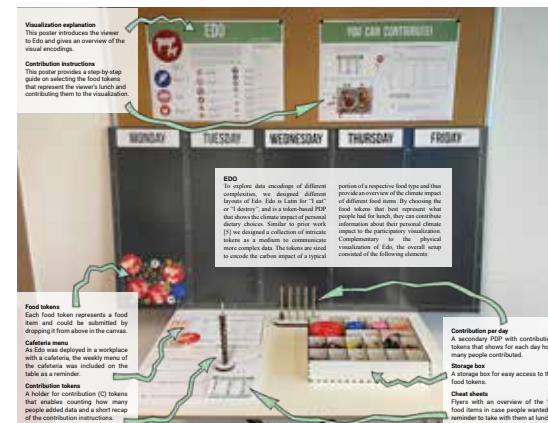 Visualization explanation
This poster introduces the viewer
to Edo and gives an overview of the
visual encodings.
Contribution instructions
This poster provides a step-by-step
guide on selecting the food tokens
that represent the viewer's lunch and
contributing them to the visualization.
EDO
YOU CAN CONTRIBUTE!
MONDAY
TUESDAY
WEDNESDAY
THURSDAY
FRIDAY
EDO
To explore data encodings of different
complexities, we designed different
layouts of Edo. Edo is Latin for "I eat"
or "I destroy", and is a token-based PDP
that shows the climate impact of personal
dietary choices. Similar to prior work
[5] we designed a collection of intricate
tokens as a medium to communicate
more complex data. The tokens are sized
to encode the carbon impact of a typical
portion of a respective food type and thus
provide an overview of the climate impact
of different food items. By choosing the
food tokens that best represent what
people had for lunch, they can contribute
information about their personal climate
impact to the participatory visualization.
Complementary to the physical
visualization of Edo, the overall setup
consisted of the following elements
Food tokens
Each food token represents a food
item and could be submitted by
dropping it from above in the canvas.
Cafeteria menu
As Edo was deployed in a workplace
with a cafeteria, the weekly menu of
the cafeteria was included on the
table as a reminder.
Contribution tokens
A holder for contribution (C) tokens
that enables counting how many
people added data and a short recap
of the contribution instructions.
Contribution per day
A secondary PDP with contributio
tokens that shows for each day ho
many people contributed.
Storage box
A storage box for easy access to th
food tokens.
Cheat sheets
Flyers with an overview of the
food items in case people wanted
reminder to take with them at lunc